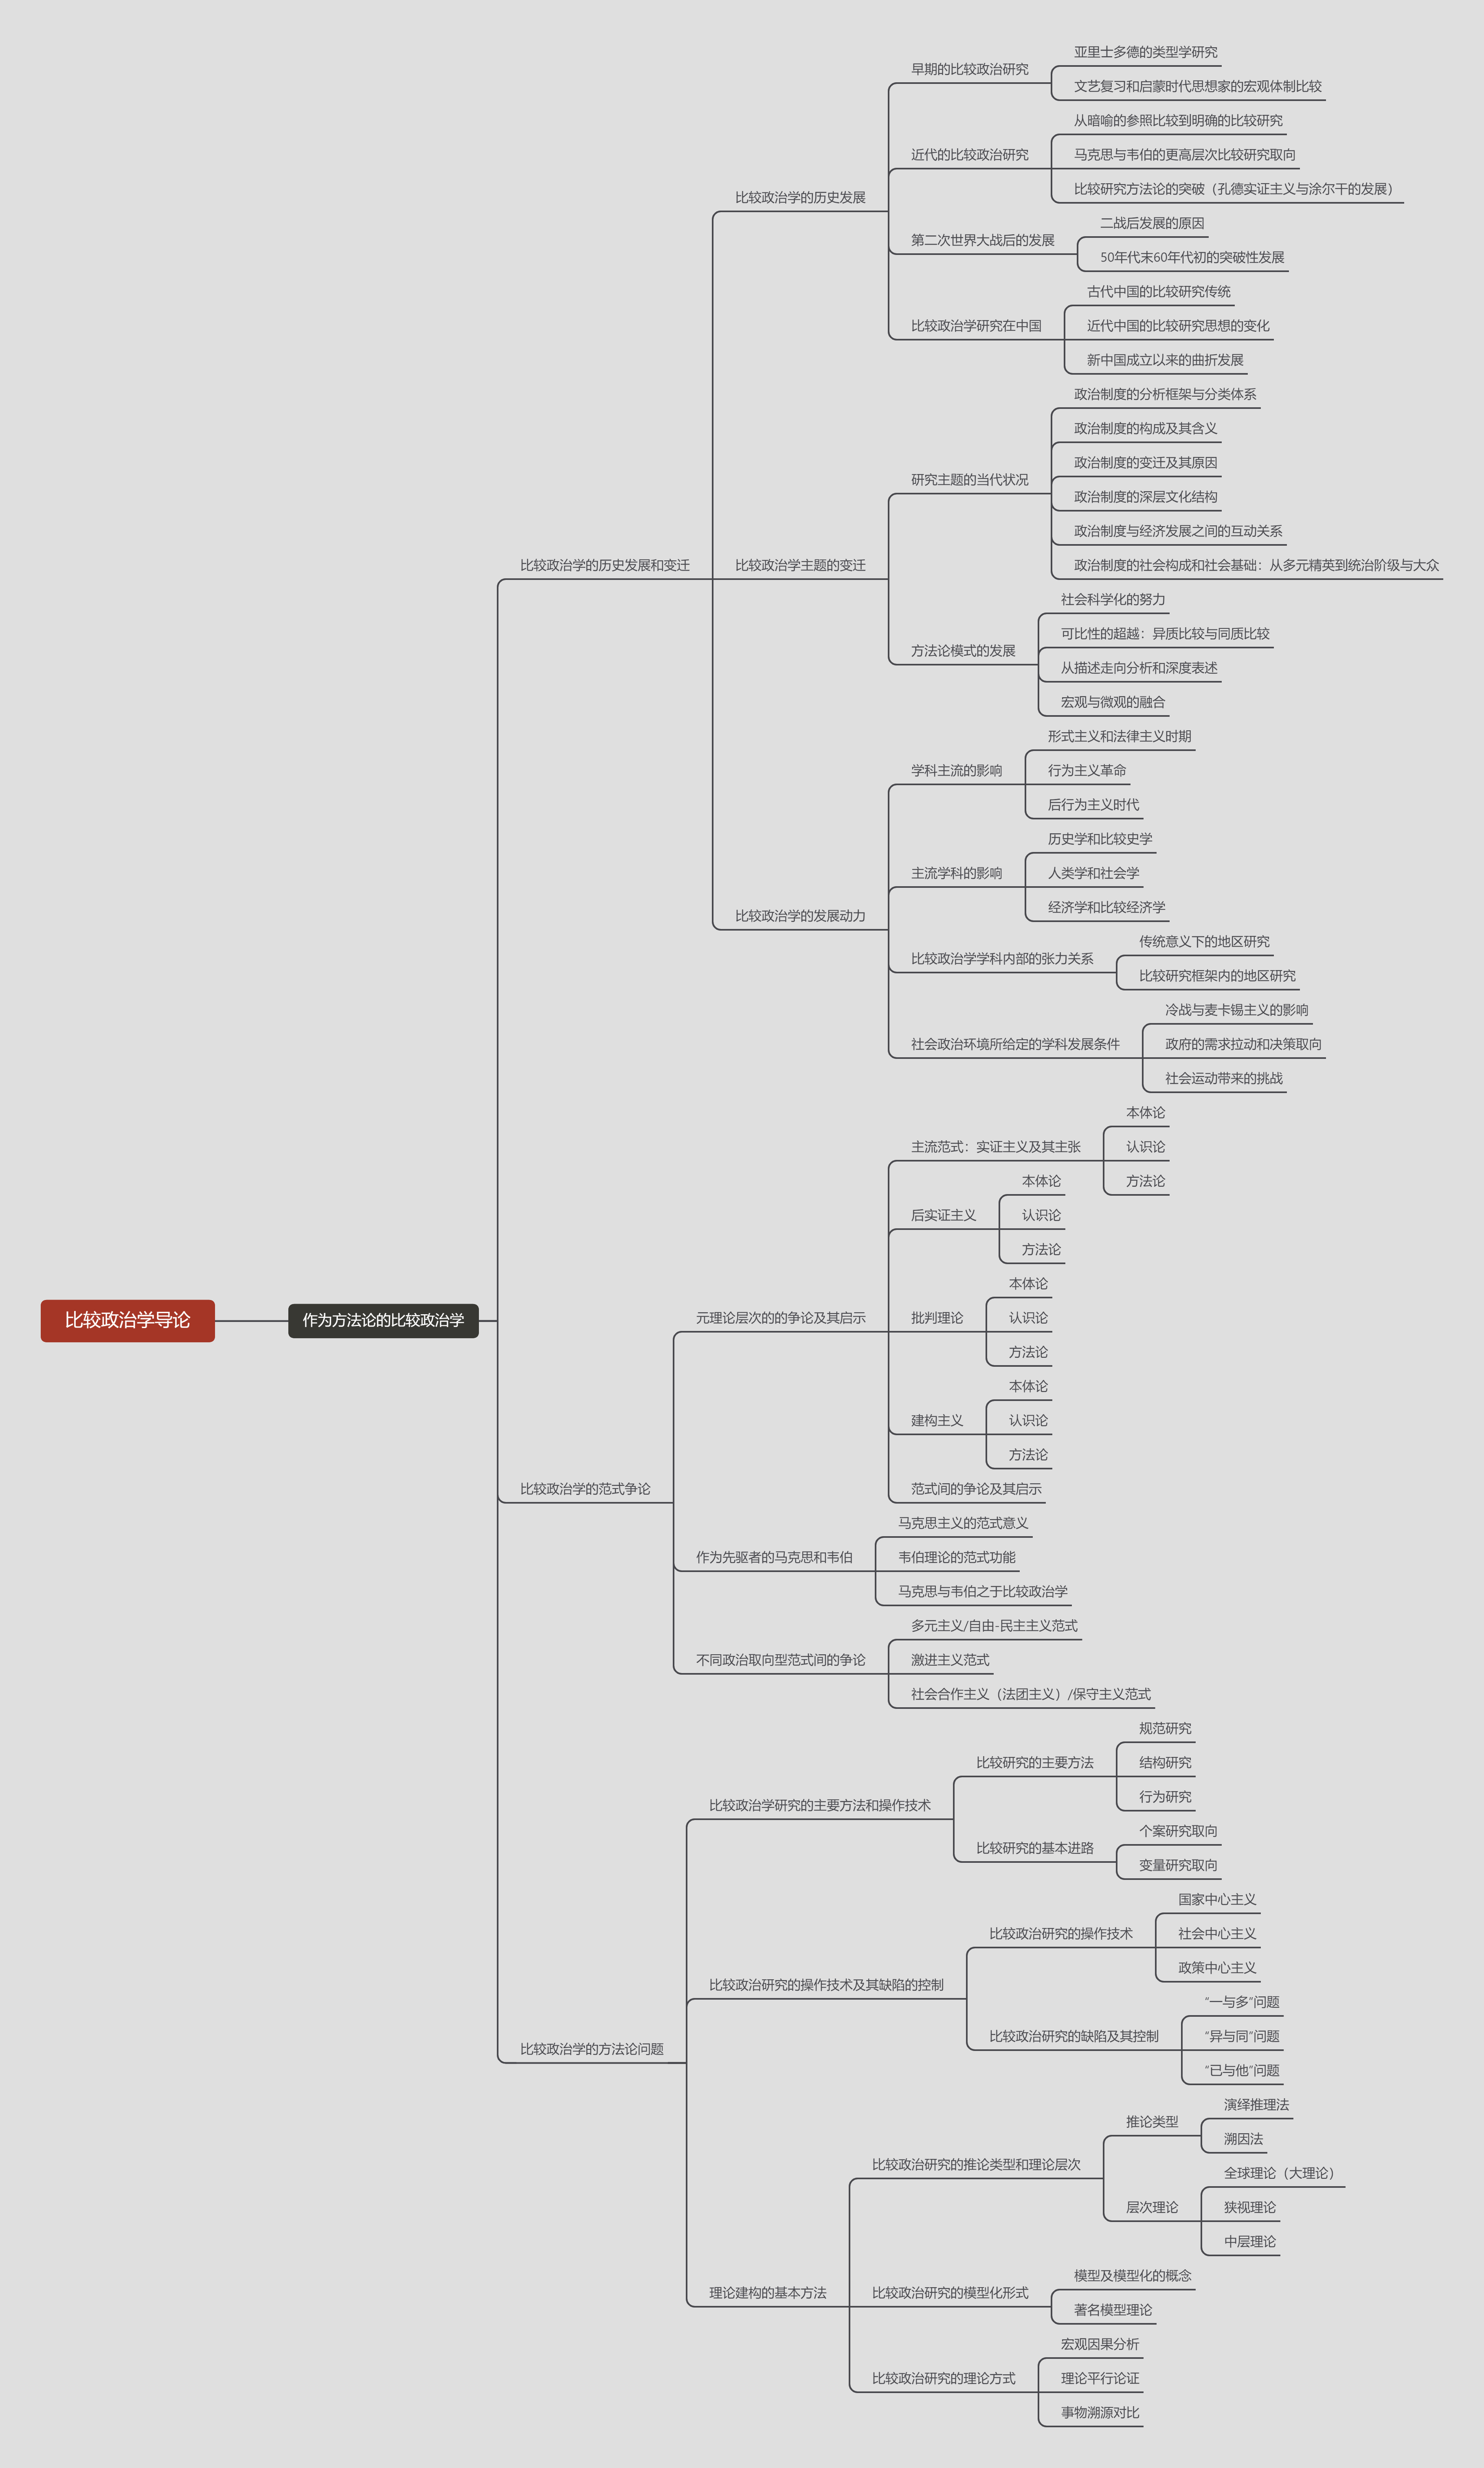 比较政治学导论
作为方法论的比较政治学
比较政治学的历史发展和变迁
比较政治学的历史发展
早期的比较政治研究
亚里士多德的类型学研究
文艺复习和启蒙时代思想家的宏观体制比较
近代的比较政治研究
从暗喻的参照比较到明确的比较研究
马克思与韦伯的更高层次比较研究取向
比较研究方法论的突破（孔德实证主义与涂尔干的发展）
第二次世界大战后的发展
二战后发展的原因
50年代末60年代初的突破性发展
比较政治学研究在中国
古代中国的比较研究传统
近代中国的比较研究思想的变化
新中国成立以来的曲折发展
比较政治学主题的变迁
研究主题的当代状况
政治制度的分析框架与分类体系
政治制度的构成及其含义
政治制度的变迁及其原因
政治制度的深层文化结构
政治制度与经济发展之间的互动关系
政治制度的社会构成和社会基础：从多元精英到统治阶级与大众
方法论模式的发展
社会科学化的努力
可比性的超越：异质比较与同质比较
从描述走向分析和深度表述
宏观与微观的融合
比较政治学的发展动力
学科主流的影响
形式主义和法律主义时期
行为主义革命
后行为主义时代
主流学科的影响
历史学和比较史学
人类学和社会学
经济学和比较经济学
比较政治学学科内部的张力关系
传统意义下的地区研究
比较研究框架内的地区研究
社会政治环境所给定的学科发展条件
冷战与麦卡锡主义的影响
政府的需求拉动和决策取向
社会运动带来的挑战
比较政治学的范式争论
元理论层次的的争论及其启示
主流范式：实证主义及其主张
本体论
认识论
方法论
后实证主义
本体论
认识论
方法论
批判理论
本体论
认识论
方法论
建构主义
本体论
认识论
方法论
范式间的争论及其启示
作为先驱者的马克思和韦伯
马克思主义的范式意义
韦伯理论的范式功能
马克思与韦伯之于比较政治学
不同政治取向型范式间的争论
多元主义/自由-民主主义范式
激进主义范式
社会合作主义（法团主义）/保守主义范式
比较政治学的方法论问题
比较政治学研究的主要方法和操作技术
比较研究的主要方法
规范研究
结构研究
行为研究
比较研究的基本进路
个案研究取向
变量研究取向
比较政治研究的操作技术及其缺陷的控制
比较政治研究的操作技术
国家中心主义
社会中心主义
政策中心主义
比较政治研究的缺陷及其控制
“一与多”问题
“异与同”问题
“已与他”问题
理论建构的基本方法
比较政治研究的推论类型和理论层次
推论类型
演绎推理法
溯因法
层次理论
全球理论（大理论）
狭视理论
中层理论
比较政治研究的模型化形式
模型及模型化的概念
著名模型理论
比较政治研究的理论方式
宏观因果分析
理论平行论证
事物溯源对比